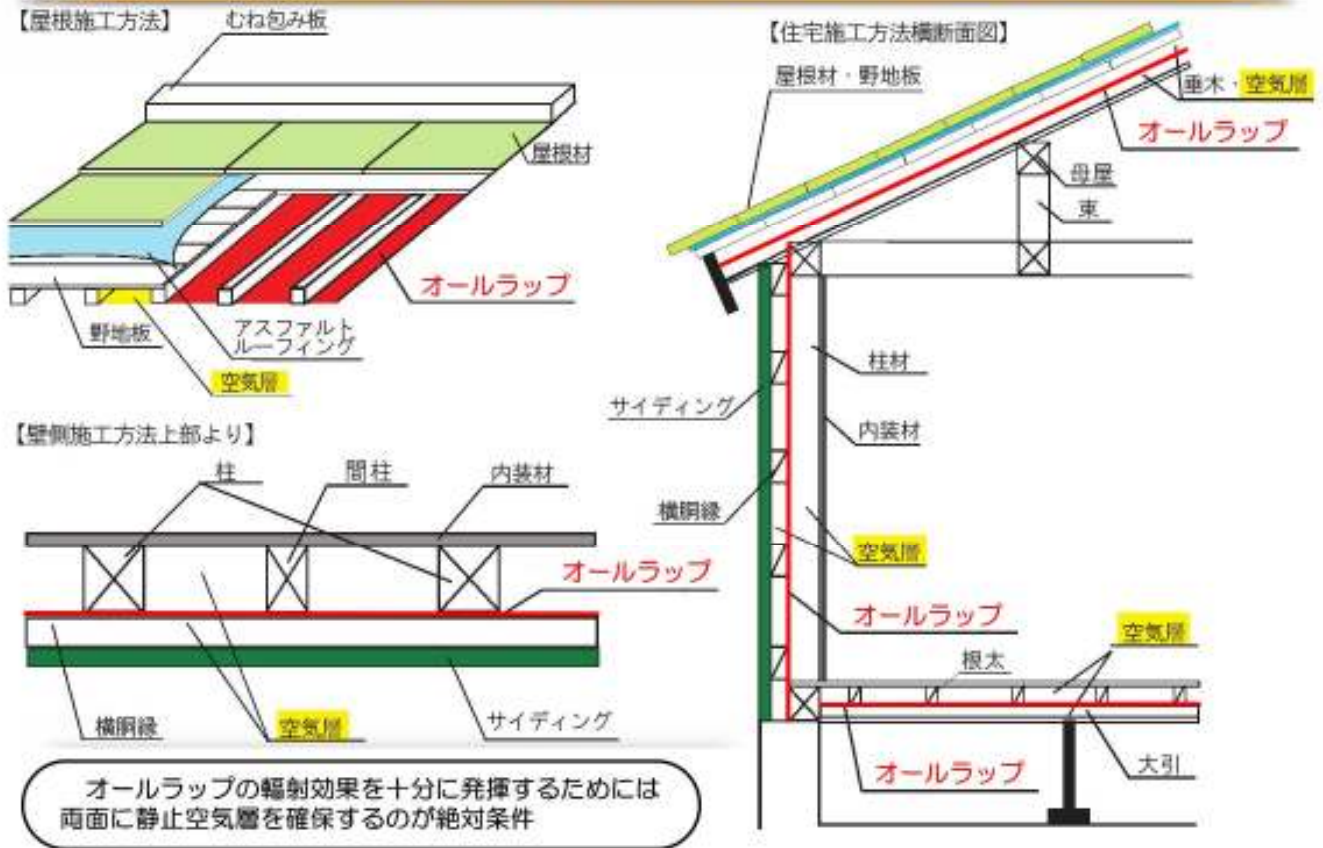 【屋根施工方法】
むね包み板
屋根材
オールラップ
野地板
アスファルト
ルーフィング
空気層
【壁側施工方法上部より】
柱
間柱
内装材
オールラップ
横胴縁
空気層
サイディング
オールラップの輻射効果を十分に発揮するためには
両面に静止空気層を確保するのが絶対条件
【住宅施工方法横断面図】
屋根材・野地板
垂木・空気層
オールラップ
母屋
束
柱材
サイディング
内装材
横胴縁
空気層
オールラップ
空気層
根太
オールラップ
大引